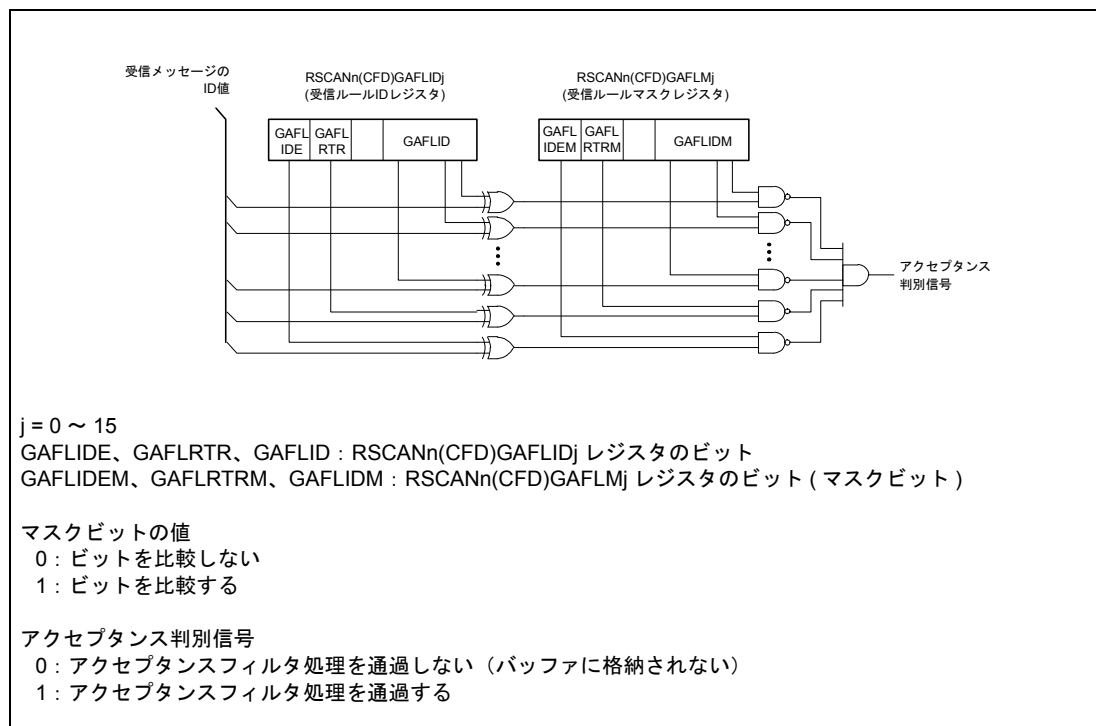 受信メッセージの
ID値
RSCANn(CFD)GAFLIDj
(受信ルールIDレジスタ)
RSCANn(CFD)GAFLMj
(受信ルールマスクレジスタ)
GAFL
IDE
GAFL
RTR
GAFLID
GAFL
IDEM
GAFL
RTRM
GAFLIDM
アクセプタンス
判別信号
j = 0 ～ 15
GAFLIDE、GAFLRTR、GAFLID : RSCANn(CFD)GAFLIDj レジスタのビット
GAFLIDEM、GAFLRTRM、GAFLIDM : RSCANn(CFD)GAFLMj レジスタのビット ( マスクビット )
マスクビットの値
0 : ビットを比較しない
1 : ビットを比較する
アクセプタンス判別信号
0 : アクセプタンスフィルタ処理を通過しない（バッファに格納されない）
1 : アクセプタンスフィルタ処理を通過する